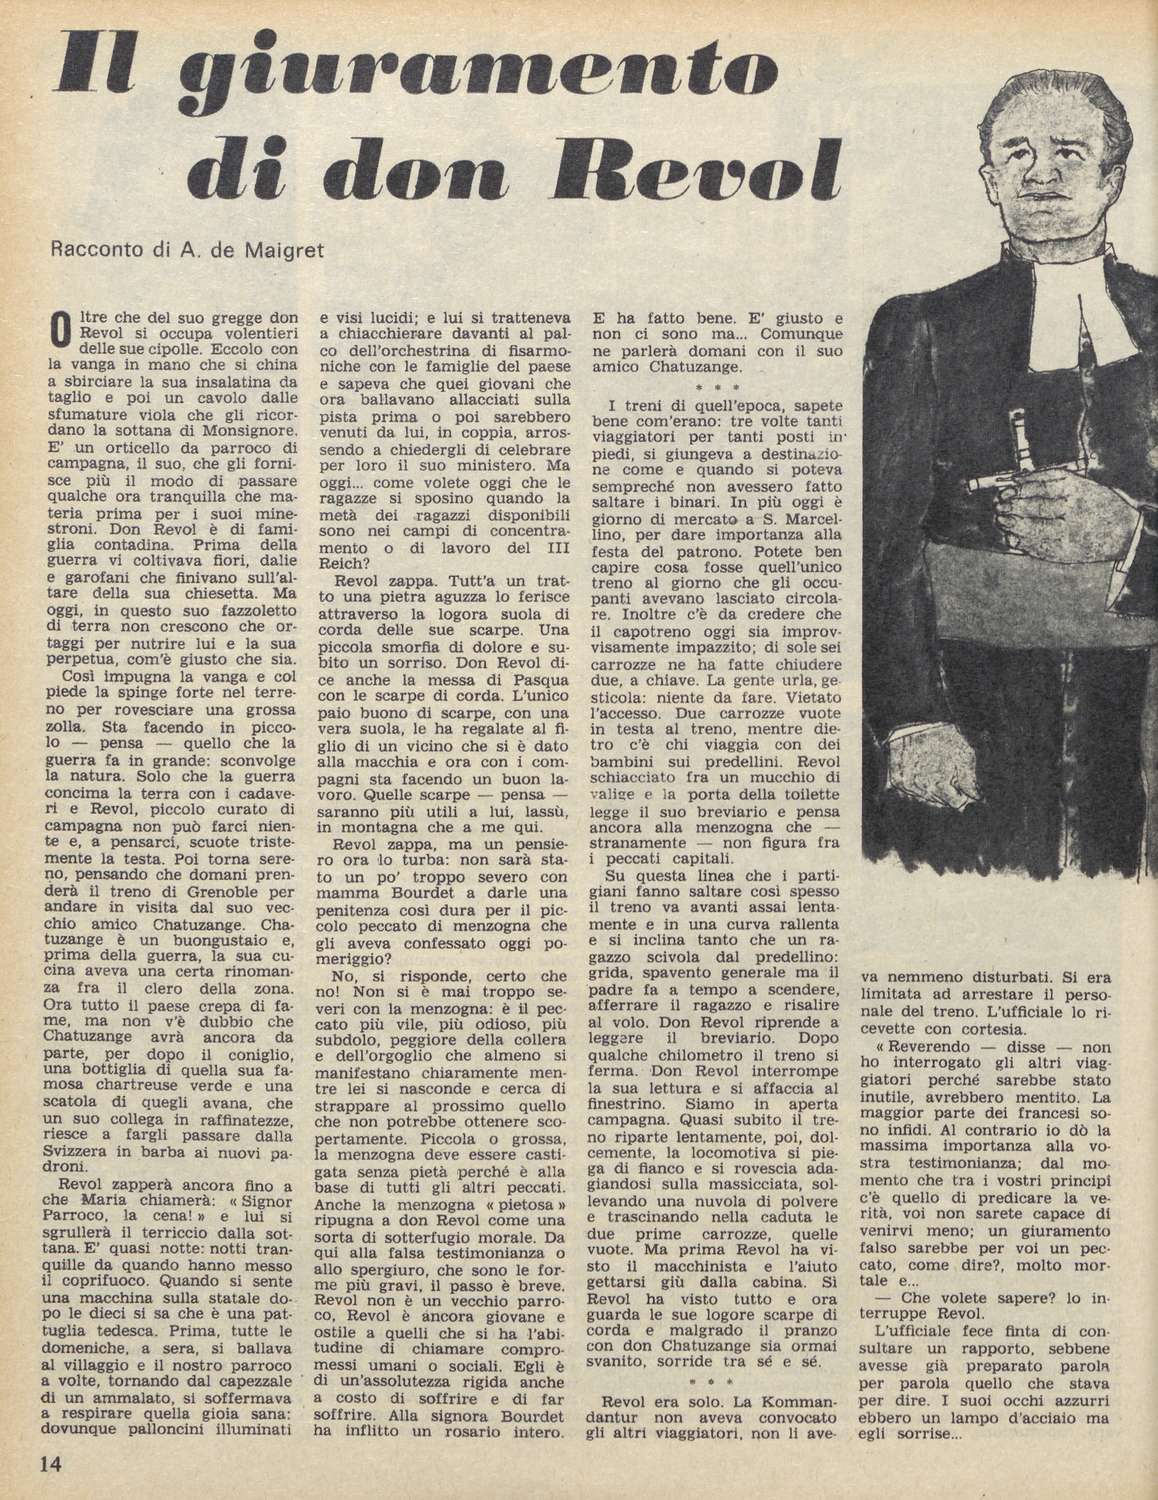 Il giuramento
di don Revol
Racconto di A. de Maigret
Oltre che del suo gregge don
Revol si occupa volentieri
delle sue cipolle. Eccolo con
la vanga in mano che si china
a sbirciare la sua insalatina da
taglio e poi un cavolo dalle
sfumature viola che gli ricor-
dano la sottana di Monsignore.
E' un orticello da parroco di
campagna, il suo, che gli forni-
sce più il modo di passare
qualche ora tranquilla che ma-
teria prima per i suoi mine-
stroni. Don Revol è di fami-
glia contadina. Prima della
guerra vi coltivava fiori, dalie
e garofani che finivano sull'al-
tare della sua chiesetta. Ma
oggi, in questo suo fazzoletto
di terra non crescono che or-
taggi per nutrire lui e la sua
perpetua, com'è giusto che sia.
Così impugna la vanga e col
piede la spinge forte nel terre-
no per rovesciare una grossa
zolla. Sta facendo in picco-
lo — pensa — quello che la
guerra fa in grande: sconvolge
la natura. Solo che la guerra
concima la terra con i cadave-
ri e Revol, piccolo curato di
campagna non può farci nien-
te e, a pensarci, scuote triste-
mente la testa. Poi torna sere-
no, pensando che domani pren-
derà il treno di Grenoble per
andare in visita dal suo vec-
chio amico Chatuzange. Cha-
tuzange è un buongustaio e,
prima della guerra, la sua cu-
cina aveva una certa rinoman-
za fra il clero della zona.
Ora tutto il paese crepa di fa-
me, ma non v'è dubbio che
Chatuzange avrà ancora da
parte, per dopo il coniglio,
una bottiglia di quella sua fa-
mosa chartreuse verde e una
scatola di quegli avana, che
un suo collega in raffinatezze,
riesce a fargli passare dalla
Svizzera in barba ai nuovi pa-
droni.
Revol zapperà ancora fino a
che Maria chiamerà: « Signor
Parroco, la cena! » e lui si
sgrullerà il terriccio dalla sot-
tana. E' quasi notte: notti tran-
quille da quando hanno messo
il coprifuoco. Quando si sente
una macchina sulla statale do-
po le dieci si sa che è una pat-
tuglia tedesca. Prima, tutte le
domeniche, a sera, si ballava
al villaggio e il nostro parroco
a volte, tornando dal capezzale
di un ammalato, si soffermava
a respirare quella gioia sana:
dovunque palloncini illuminati
e visi lucidi; e lui si tratteneva
a chiacchierare davanti al pal-
co dell'orchestrina di fisarmo-
niche con le famiglie del paese
e sapeva che quei giovani che
ora ballavano allacciati sulla
pista prima o poi sarebbero
venuti da lui, in coppia, arros-
sendo a chiedergli di celebrare
per loro il suo ministero. Ma
oggi... come volete oggi che le
ragazze si sposino quando la
metà dei ragazzi disponibili
sono nei campi di concentra-
mento o di lavoro del III
Reich?
Revol zappa. Tutt'a un trat-
to una pietra aguzza lo ferisce
attraverso la logora suola di
corda delle sue scarpe. Una
piccola smorfia di dolore e su-
bito un sorriso. Don Revol di-
ce anche la messa di Pasqua
con le scarpe di corda. L'unico
paio buono di scarpe, con una
vera suola, le ha regalate al fi-
glio di un vicino che si è dato
alla macchia e ora con i com-
pagni sta facendo un buon la-
voro. Quelle scarpe — pensa —
saranno più utili a lui, lassù,
in montagna che a me qui.
Revol zappa, ma un pensie-
ro ora lo turba: non sarà sta-
to un po' troppo severo con
mamma Bourdet a darle una
penitenza così dura per il pic-
colo peccato di menzogna che
gli aveva confessato oggi po-
meriggio?
No, si risponde, certo che
no! Non si è mai troppo se-
veri con la menzogna: è il pec-
cato più vile, più odioso, più
subdolo, peggiore della collera
e dell'orgoglio che almeno si
manifestano chiaramente men-
tre lei si nasconde e cerca di
strappare al prossimo quello
che non potrebbe ottenere sco-
pertamente. Piccola o grossa,
la menzogna deve essere casti-
gata senza pietà perché è alla
base di tutti gli altri peccati.
Anche la menzogna « pietosa »
ripugna a don Revol come una
sorta di sotterfugio morale. Da
qui alla falsa testimonianza o
allo spergiuro, che sono le for-
me più gravi, il passo è breve.
Revol non è un vecchio parro-
co, Revol è ancora giovane e
ostile a quelli che si ha l'abi-
tudine di chiamare compro-
messi umani o sociali. Egli è
di un'assolutezza rigida anche
a costo di soffrire e di far
soffrire. Alla signora Bourdet
ha inflitto un rosario intero.
E ha fatto bene. E' giusto e
non ci sono ma... Comunque
ne parlerà domani con il suo
amico Chatuzange.
* * *
I treni di quell'epoca, sapete
bene com'erano: tre volte tanti
viaggiatori per tanti posti in
piedi, si giungeva a destinazio-
ne come e quando si poteva
sempreché non avessero fatto
saltare i binari. In più oggi è
giorno di mercato a S. Marcel-
lino, per dare importanza alla
festa del patrono. Potete ben
capire cosa fosse quell'unico
treno al giorno che gli occu-
panti avevano lasciato circola-
re. Inoltre c'è da credere che
il capotreno oggi sia improv-
visamente impazzito; di sole sei
carrozze ne ha fatte chiudere
due, a chiave. La gente urla, ge-
sticola: niente da fare. Vietato
l'accesso. Due carrozze vuote
in testa al treno, mentre die-
tro c'è chi viaggia con dei
bambini sui predellini. Revol
schiacciato fra un mucchio di
valige e la porta della toilette
legge il suo breviario e pensa
ancora alla menzogna che —
stranamente — non figura fra
i peccati capitali.
Su questa linea che i parti-
giani fanno saltare così spesso
il treno va avanti assai lenta-
mente e in una curva rallenta
e si inclina tanto che un ra-
gazzo scivola dal predellino:
grida, spavento generale ma il
padre fa a tempo a scendere,
afferrare il ragazzo e risalire
al volo. Don Revol riprende a
leggere il breviario. Dopo
qualche chilometro il treno si
ferma. Don Revol interrompe
la sua lettura e si affaccia al
finestrino. Siamo in aperta
campagna. Quasi subito il tre-
no riparte lentamente, poi, dol-
cemente, la locomotiva si pie-
ga di fianco e si rovescia ada-
giandosi sulla massicciata, sol-
levando una nuvola di polvere
e trascinando nella caduta le
due prime carrozze, quelle
vuote. Ma prima Revol ha vi-
sto il macchinista e l'aiuto
gettarsi giù dalla cabina. Sì
Revol ha visto tutto e ora
guarda le sue logore scarpe di
corda e malgrado il pranzo
con don Chatuzange sia ormai
svanito, sorride tra sé e sé.
* * *
Revol era solo. La Komman-
dantur non aveva convocato
gli altri viaggiatori, non li ave-
va nemmeno disturbati. Si era
limitata ad arrestare il perso-
nale del treno. L'ufficiale lo ri-
cevette con cortesia.
« Reverendo — disse — non
ho interrogato gli altri viag-
giatori perché sarebbe stato
inutile, avrebbero mentito. La
maggior parte dei francesi so-
no infidi. Al contrario io dò la
massima importanza alla vo-
stra testimonianza; dal mo-
mento che tra i vostri principî
c'è quello di predicare la ve-
rità, voi non sarete capace di
venirvi meno; un giuramento
falso sarebbe per voi un pec-
cato, come dire?, molto mor-
tale e...
— Che volete sapere? lo in-
terruppe Revol.
L'ufficiale fece finta di con-
sultare un rapporto, sebbene
avesse già preparato parola
per parola quello che stava
per dire. I suoi occhi azzurri
ebbero un lampo d'acciaio ma
egli sorrise...
14